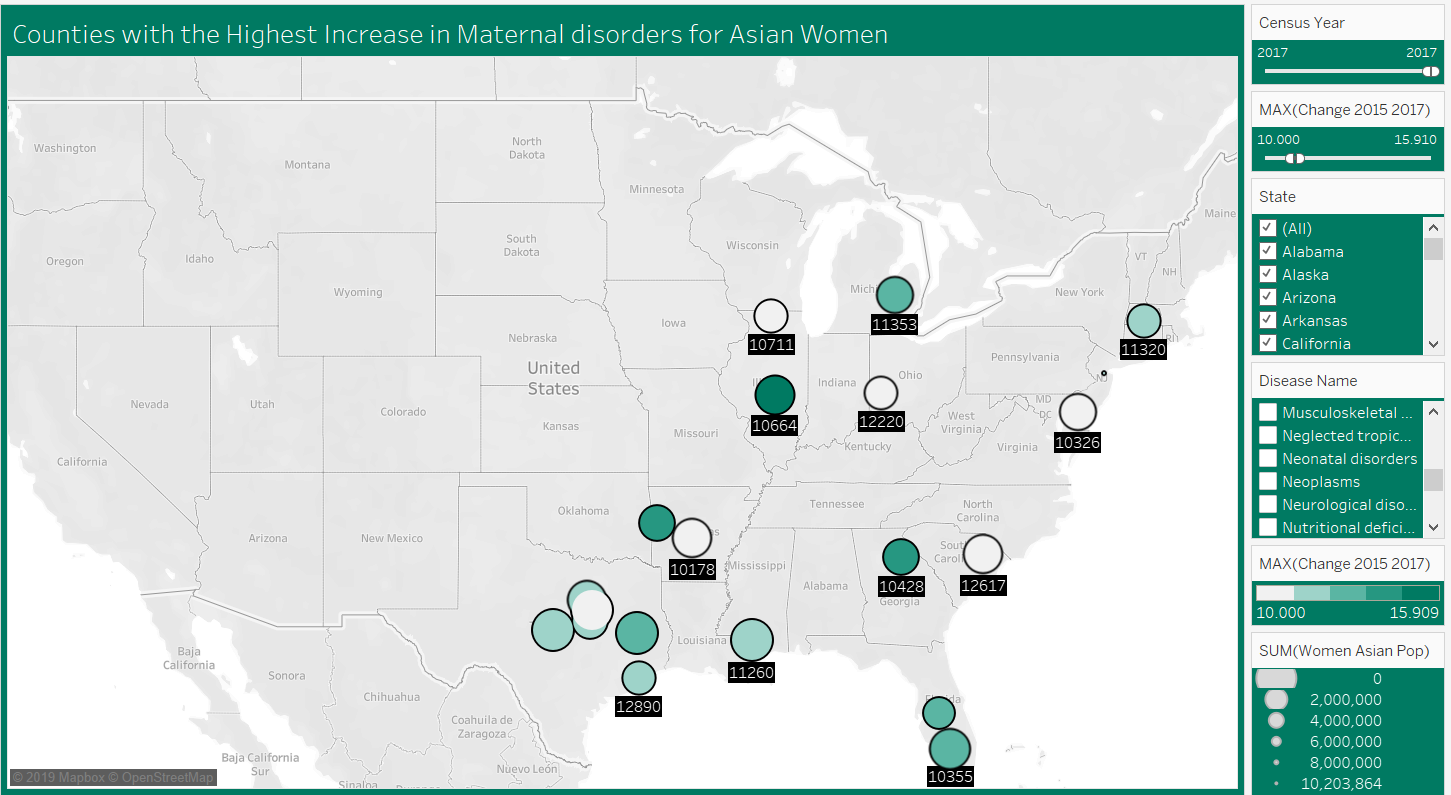 Counties with the Highest Increase in Maternal disorders for Asian Women
Washington
Montana
North
Dakota
Minnesota
Maine
Oregon
Idaho
South
Dakota
Wisconsin
VT
NH
Wyoming
New York
Mich
11353
Iowa
10711
11320
RI
Nebraska
Pennsylvania
United
States
Nevada
Utah
Colorado
Kansas
Indiana
Ohio
NJ
MD
DC
10664
12220
West
Virginia
10326
Missouri
Kentucky
Virginia
California
Oklahoma
Tennessee
North
Carolina
Arizona
New Mexico
10178
Mississippi
Alabama
10428
Georgia
South
12617
Louisiana
11260
12890
Baja
California
Sonora
Chihuahua
Coahuila de
Zaragoza
Florida
10355
Baja California
Sur
Nuevo León
Sinaloa
Durango
© 2019 Mapbox © OpenStreetMap
Census Year
2017 2017
MAX(Change 2015 2017)
10.000 15.910
State
(All)
Alabama
Alaska
Arizona
Arkansas
California
Disease Name
Musculoskeletal ...
Neglected tropic...
Neonatal disorders
Neoplasms
Neurological diso...
Nutritional defici...
MAX(Change 2015 2017)
10.000 15.909
SUM(Women Asian Pop)
0
2,000,000
4,000,000
6,000,000
8,000,000
10,203,864